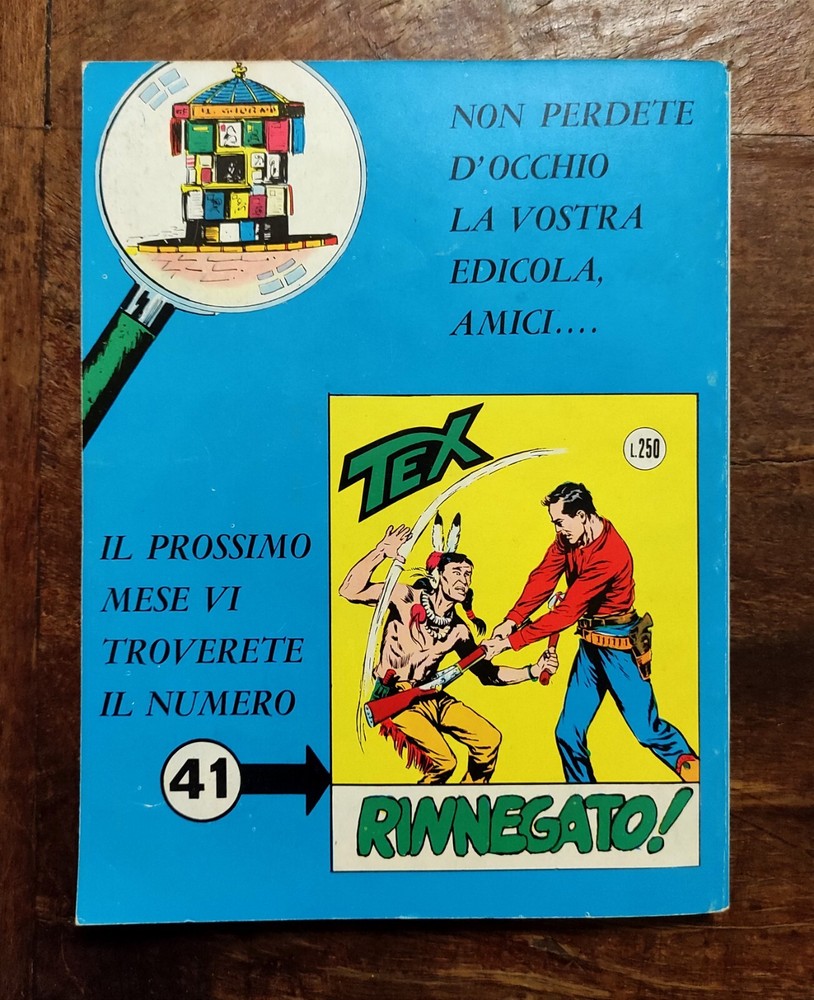 NON PERDETE
D'OCCHIO
LA VOSTRA
EDICOLA,
AMICI....
TEX
L.250
IL PROSSIMO
MESE VI
TROVERETE
IL NUMERO
41
RINNEGATO!